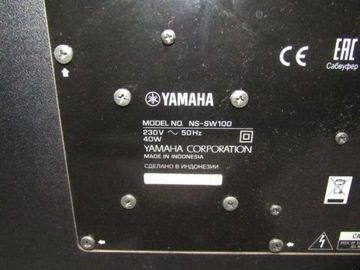 CE
EAC
Сабвуфер
YAMAHA
MODEL NO. NS-SW100
230V ~ 50Hz
40W
YAMAHA CORPORATION
MADE IN INDONESIA
СДЕЛАНО В ИНДОНЕЗИИ